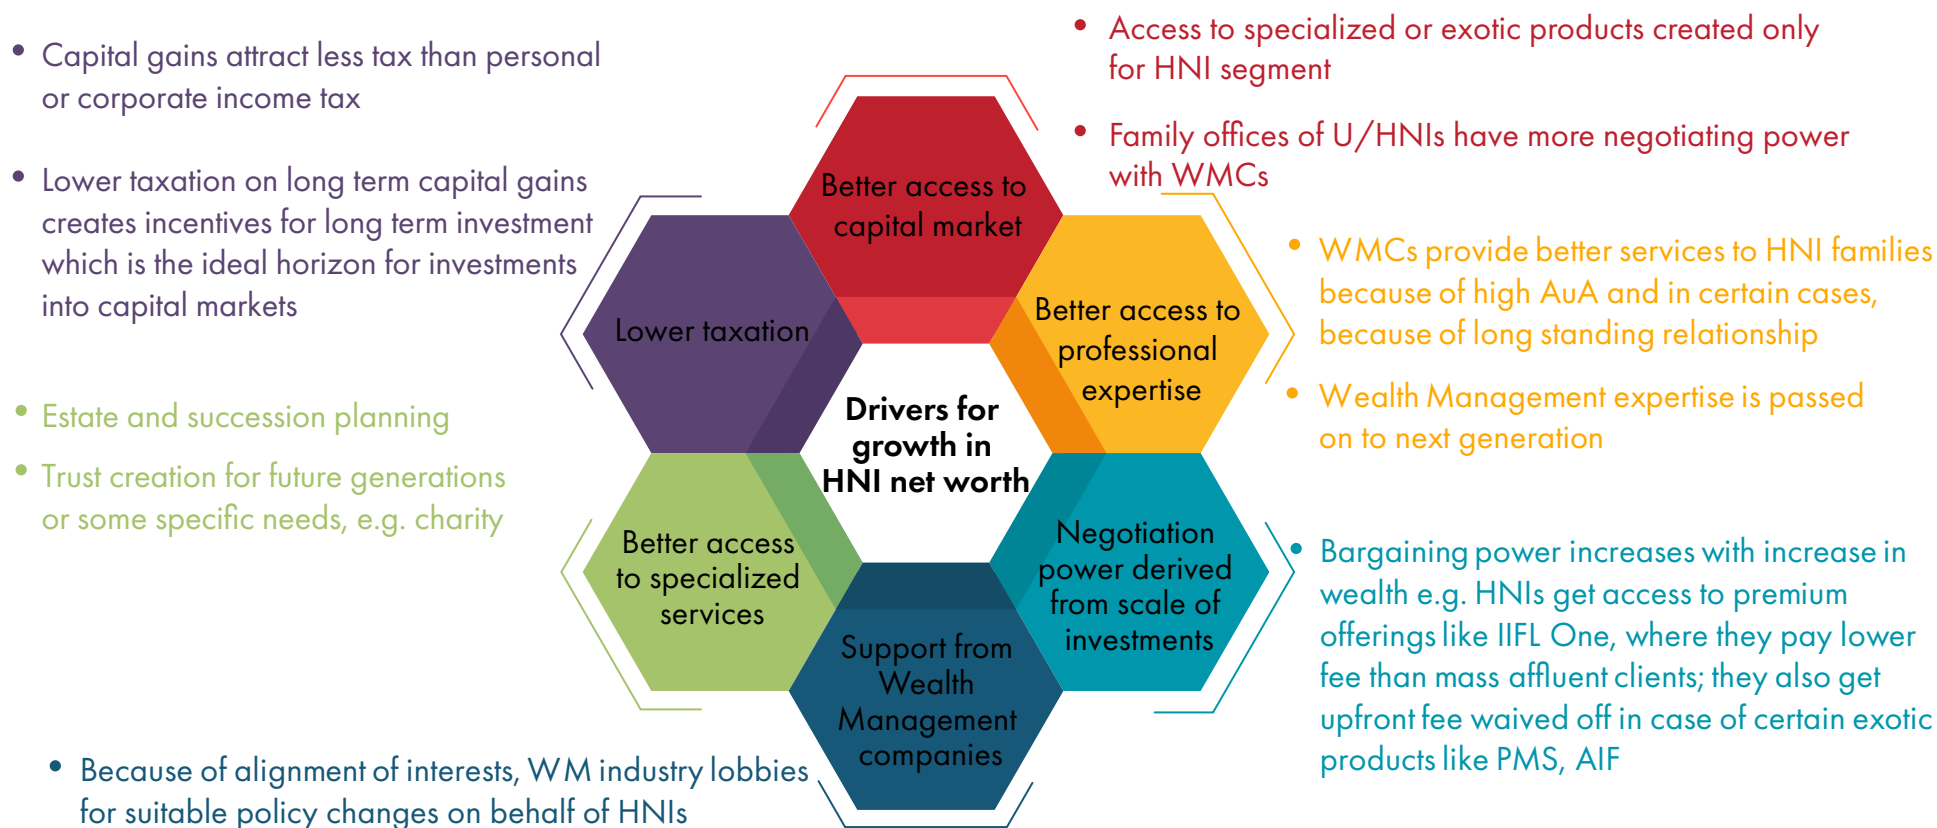 • Capital gains attract less tax than personal
or corporate income tax
• Lower taxation on long term capital gains
creates incentives for long term investment
which is the ideal horizon for investments
into capital markets
• Estate and succession planning
• Trust creation for future generations
or some specific needs, e.g. charity
• Because of alignment of interests, WM industry lobbies
for suitable policy changes on behalf of HNIs
Better access to
capital market
Lower taxation
Better access to
professional
expertise
Drivers for
growth in
HNI net worth
Better access
to specialized
services
Negotiation
power derived
from scale of
investments
Support from
Wealth
Management
companies
• Access to specialized or exotic products created only
for HNI segment
• Family offices of U/HNIs have more negotiating power
with WMCs
• WMCs provide better services to HNI families
because of high AuA and in certain cases,
because of long standing relationship
• Wealth Management expertise is passed
on to next generation
• Bargaining power increases with increase in
wealth e.g. HNIs get access to premium
offerings like IIFL One, where they pay lower
fee than mass affluent clients; they also get
upfront fee waived off in case of certain exotic
products like PMS, AIF